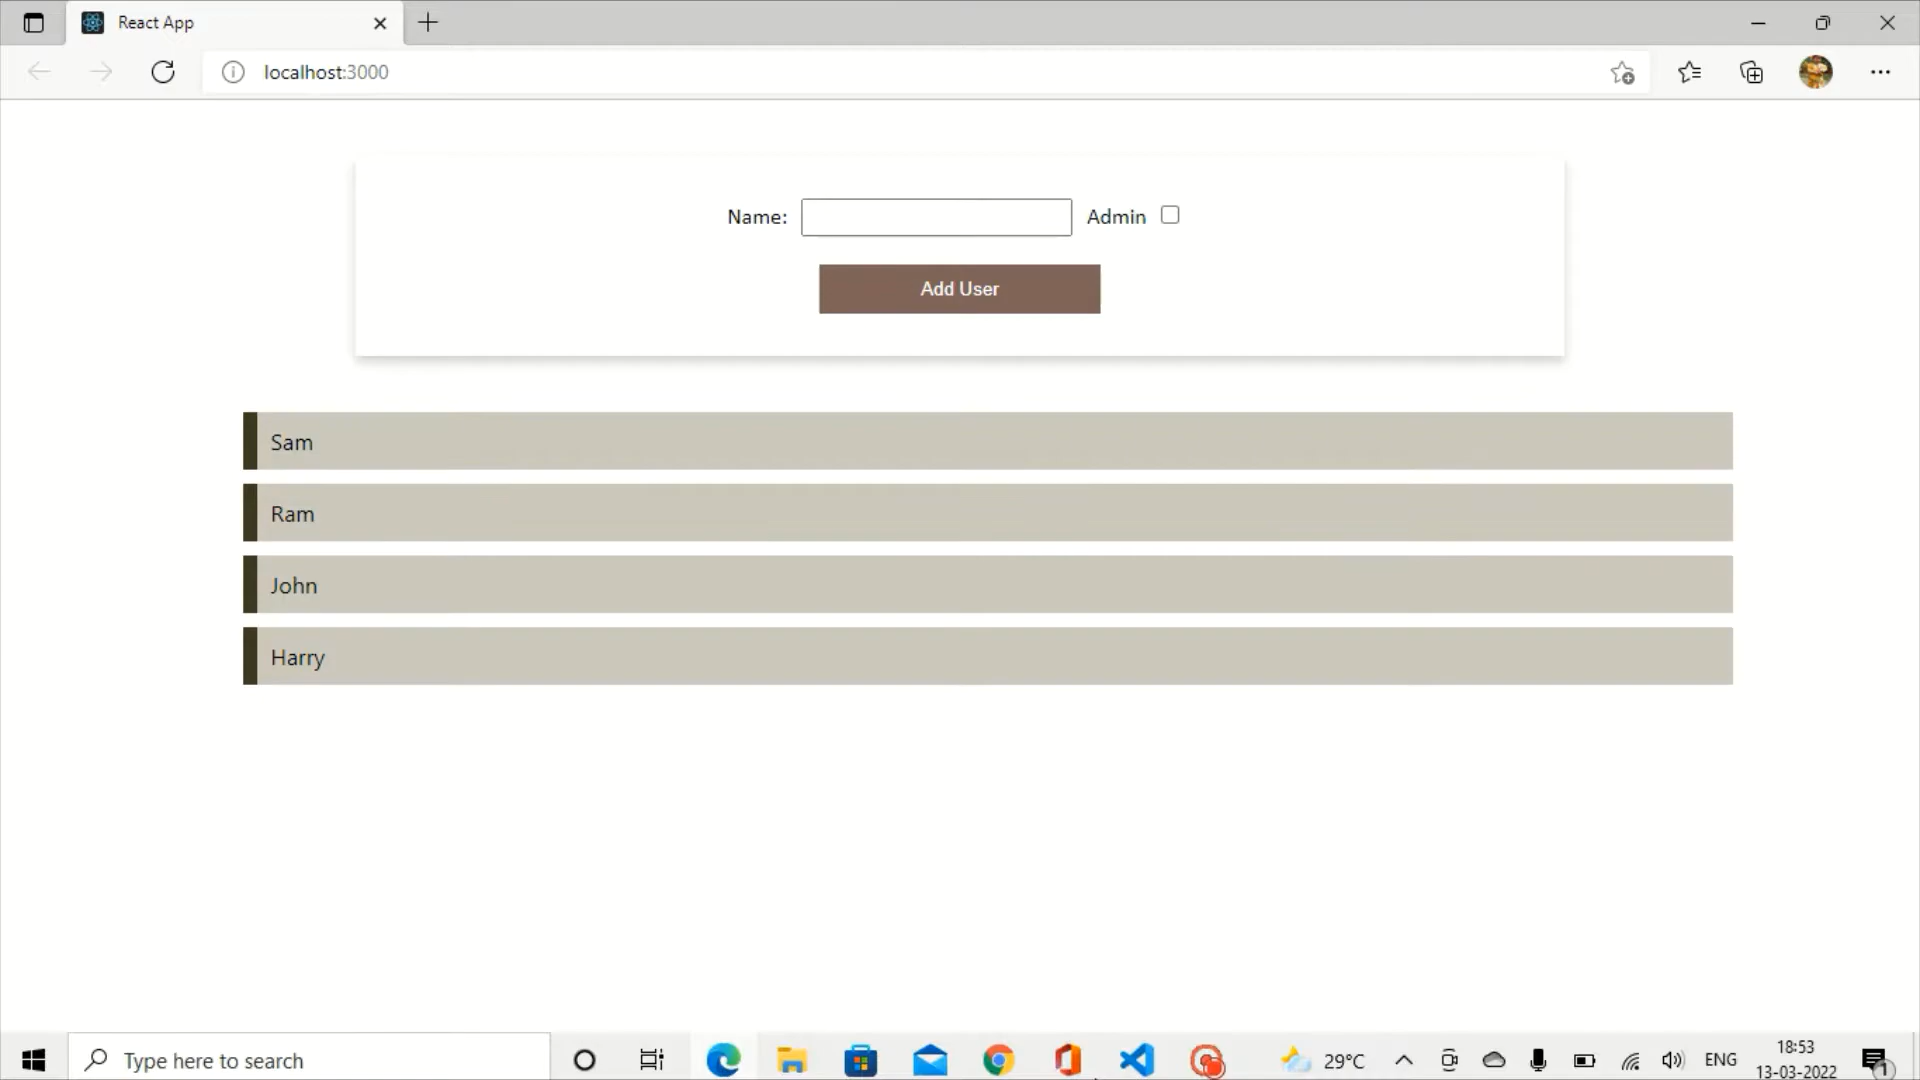 React App
localhost:3000
Name: Admin
Add User
Sam
Ram
John
Harry
Type here to search
29°C
ENG
18:53
13-03-2022
1